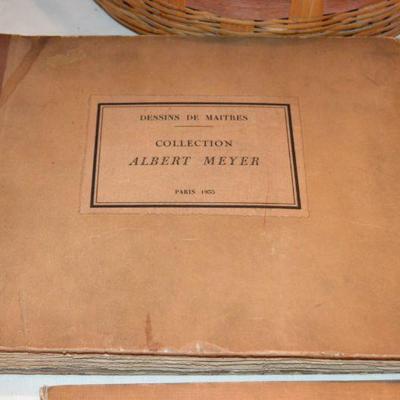 DESSINS DE MAITRES
COLLECTION
ALBERT MEYER
PARIS 1935